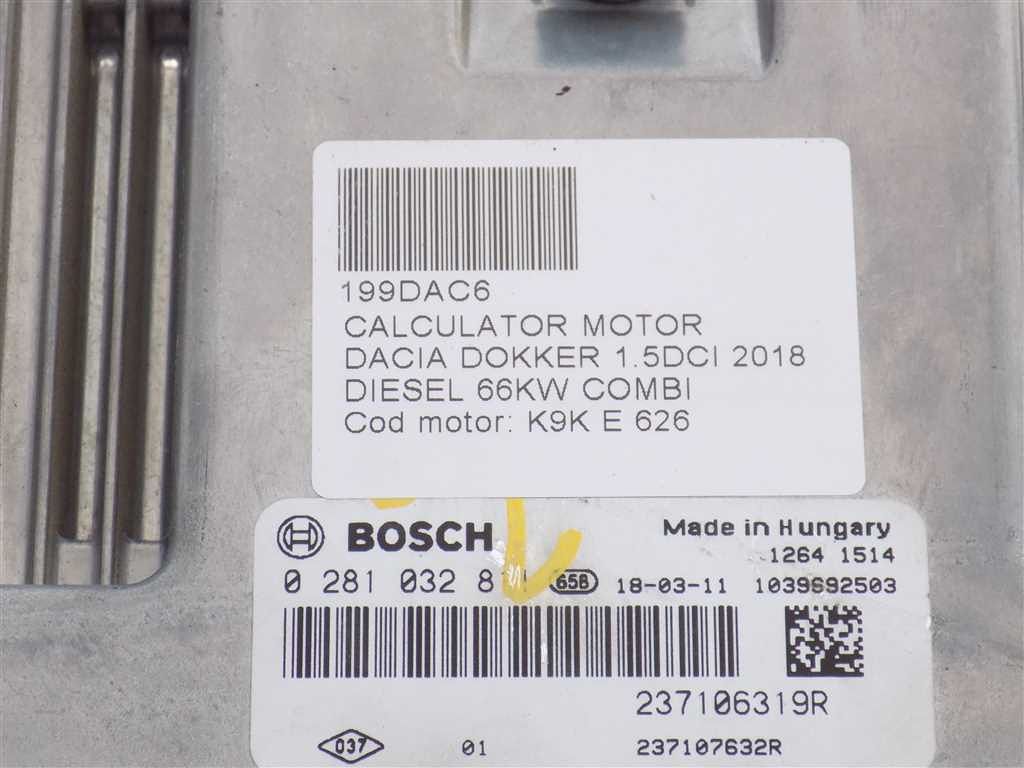 199DAC6
CALCULATOR MOTOR
DACIA DOKKER 1.5DCI 2018
DIESEL 66KW COMBI
Cod motor: K9K E 626
BOSCH
Made in Hungary
1264 1514
0 281 032 65B 18-03-11 1039S92503
237106319R
037 01 237107632R